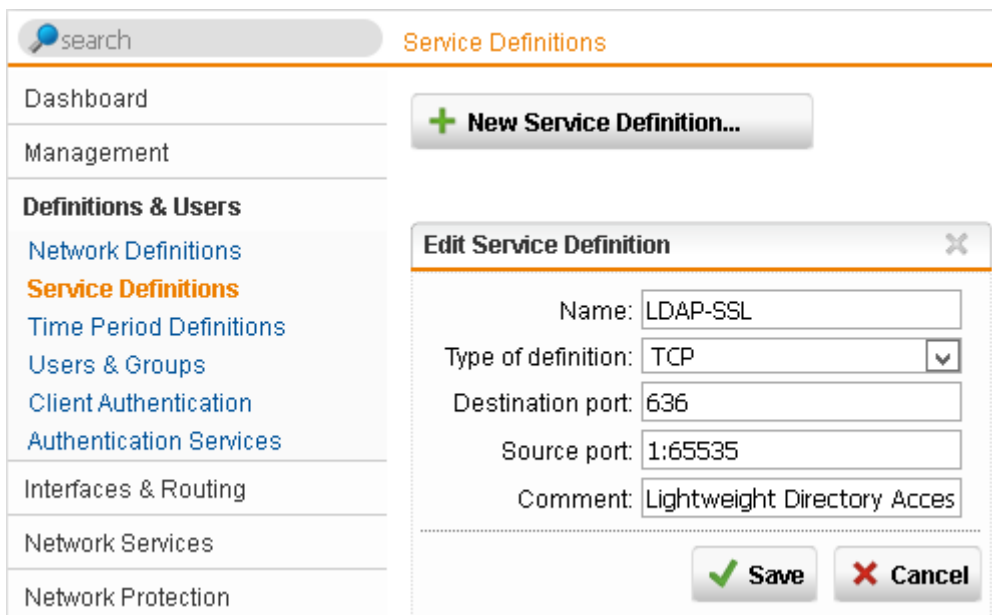 search
Service Definitions
Dashboard
Management
Definitions & Users
Network Definitions
Service Definitions
Time Period Definitions
Users & Groups
Client Authentication
Authentication Services
Interfaces & Routing
Network Services
Network Protection
New Service Definition...
Edit Service Definition
Name: LDAP-SSL
Type of definition: TCP
Destination port: 636
Source port: 1:65535
Comment: Lightweight Directory Acces
Save Cancel